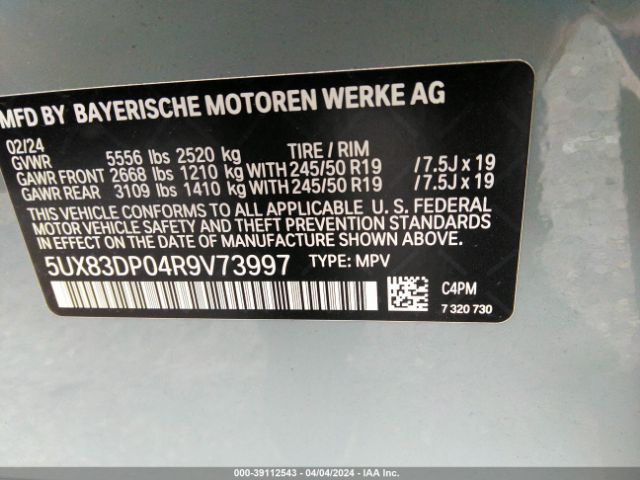 MFD BY BAYERISCHE MOTOREN WERKE AG
02/24
GVWR 5556 lbs 2520 kg TIRE / RIM
GAWR FRONT 2668 lbs 1210 kg WITH 245/50 R19 /7.5J x 19
GAWR REAR 3109 lbs 1410 kg WITH 245/50 R19 /7.5J x 19
THIS VEHICLE CONFORMS TO ALL APPLICABLE U. S. FEDERAL
MOTOR VEHICLE SAFETY AND THEFT PREVENTION STANDARDS
IN EFFECT ON THE DATE OF MANUFACTURE SHOWN ABOVE.
5UX83DP04R9V73997 TYPE: MPV
C4PM
7 320 730
000-39112543 | 04/04/2024 | IAA Inc.